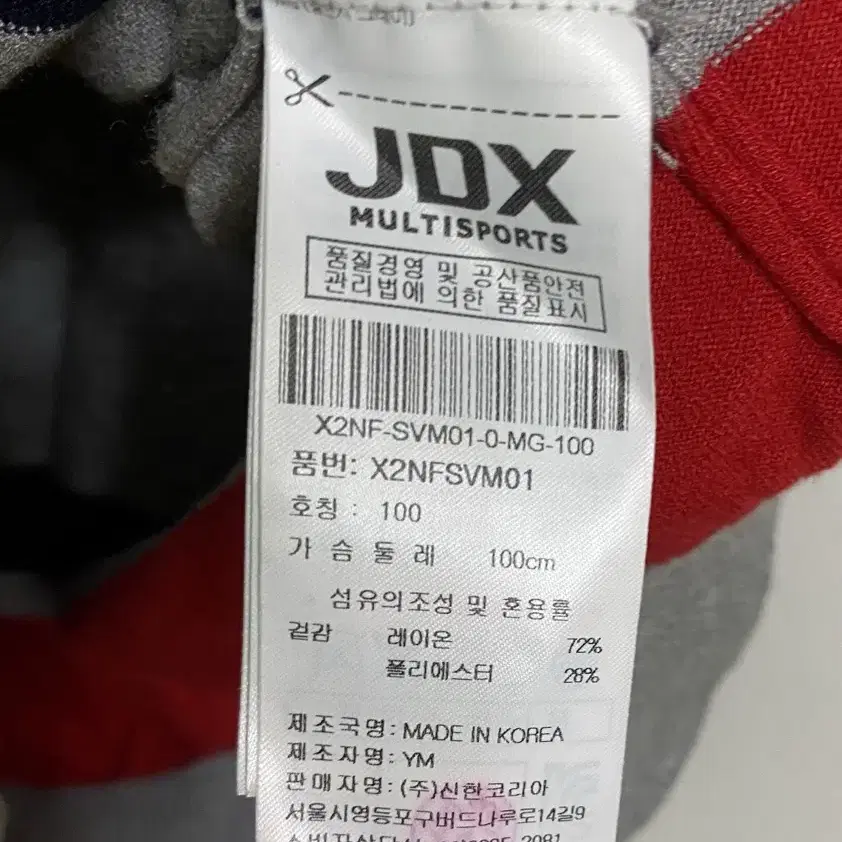 JDX
MULTISPORTS
품질경영 및 공산품안전
관리법에 의한 품질표시
X2NF-SVM01-0-MG-100
품번: X2NFSVM01
호칭 : 100
가 슴 둘 레 100cm
섬유의조성 및 혼용률
겉감 레이온 72%
폴리에스터 28%
제조국명: MADE IN KOREA
제조자명: YM
판매자명: (주)신한코리아
서울시영등포구버드나루로14길9